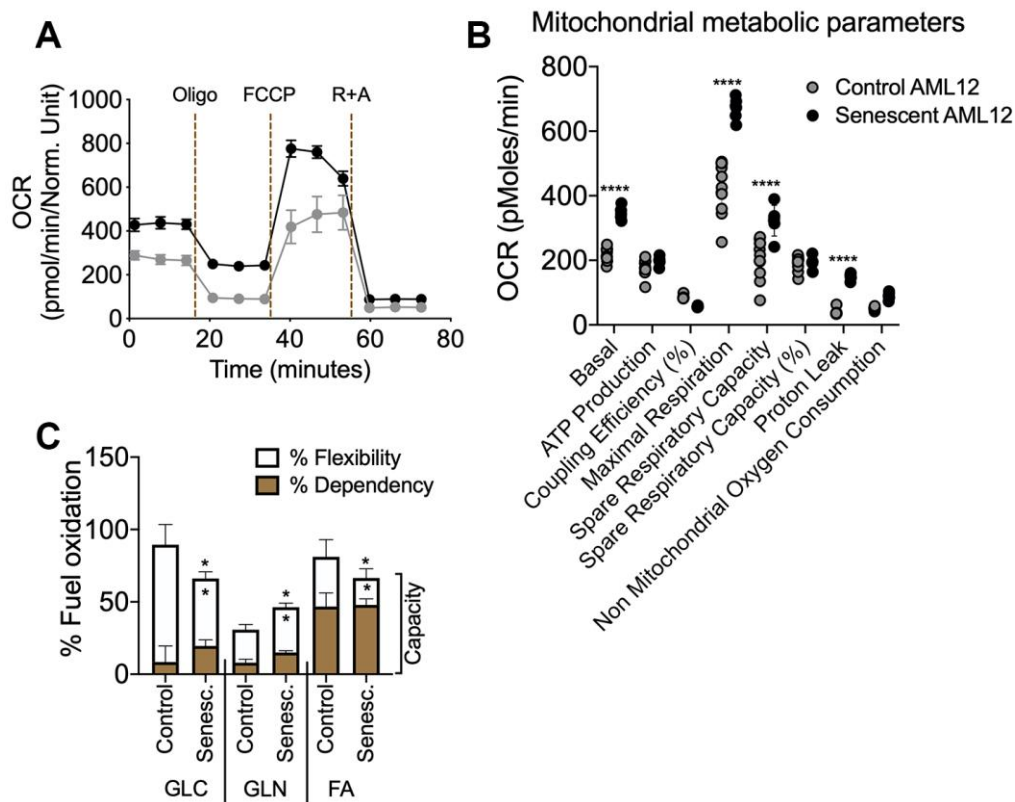 A
Oligo FCCP R+A
1000
800
600
400
200
0
OCR
(pmol/min/Norm. Unit)
0 20 40 60 80
Time (minutes)
B
Mitochondrial metabolic parameters
Control AML12
Senescent AML12
800
600
400
200
0
OCR (pMoles/min)
****
****
****
****
Basal
ATP Production
Coupling Efficiency (%)
Maximal Respiration
Spare Respiratory Capacity
Spare Respiratory Capacity (%)
Proton Leak
Non Mitochondrial Oxygen Consumption
C
% Flexibility
% Dependency
150
100
50
0
% Fuel oxidation
*
*
*
*
*
*
Capacity
Control
Senesc.
Control
Senesc.
Control
Senesc.
GLC GLN FA